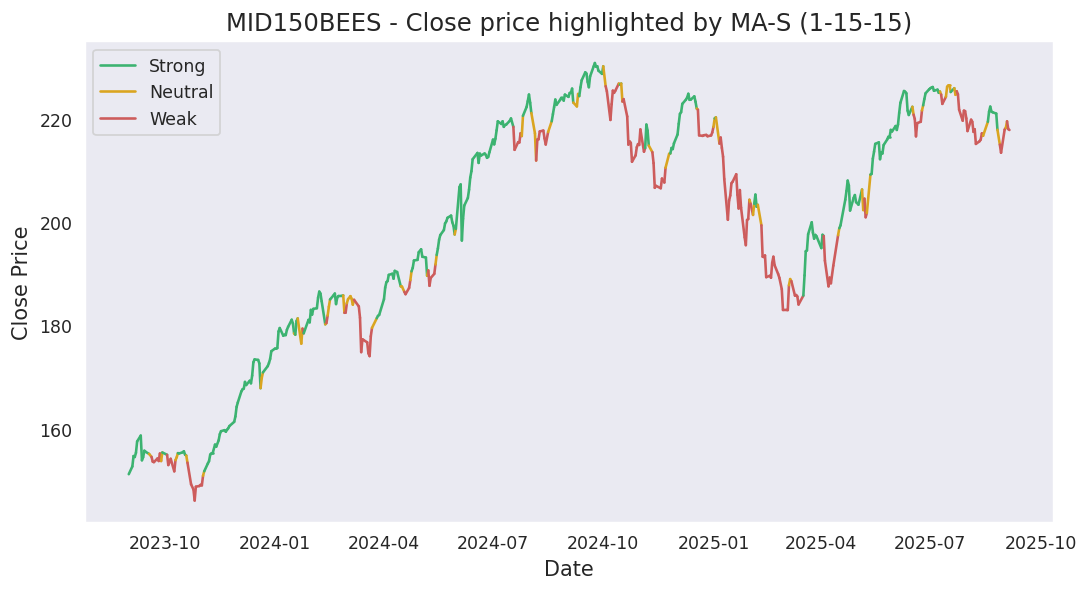 MID150BEES - Close price highlighted by MA-S (1-15-15)
Strong
Neutral
Weak
Close Price
220
200
180
160
2023-10 2024-01 2024-04 2024-07 2024-10 2025-01 2025-04 2025-07 2025-10
Date